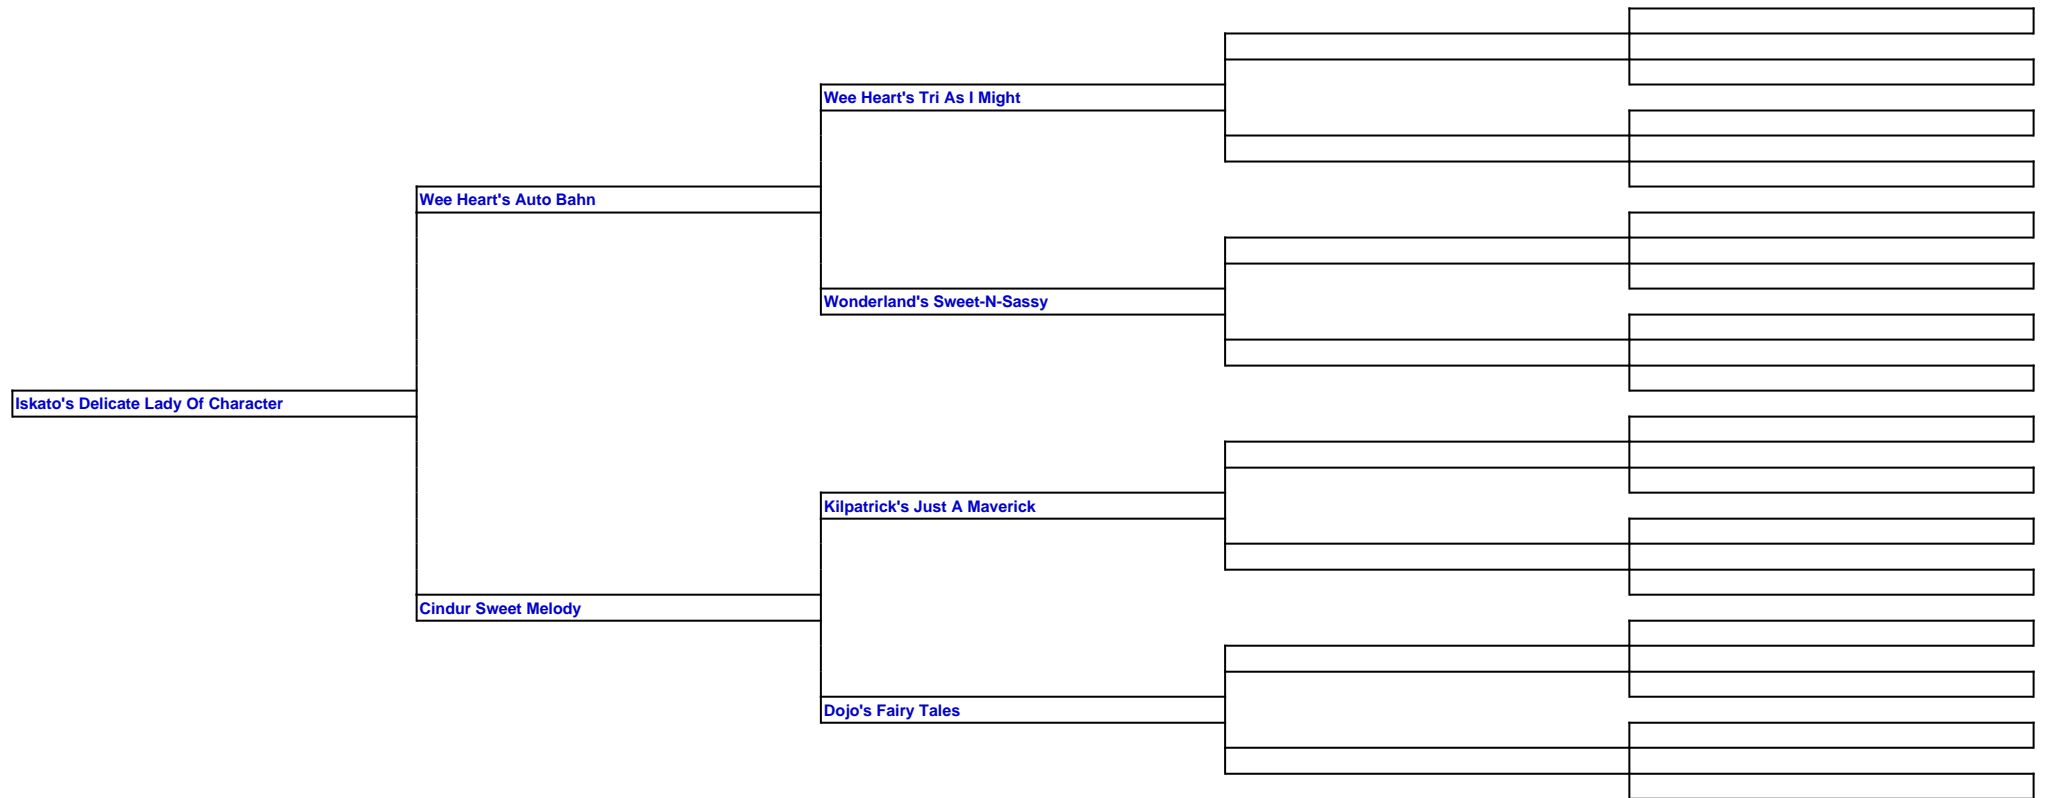 Wee Heart's Tri As I Might
Wee Heart's Auto Bahn
Wonderland's Sweet-N-Sassy
Iskato's Delicate Lady Of Character
Kilpatrick's Just A Maverick
Cindur Sweet Melody
Dojo's Fairy Tales